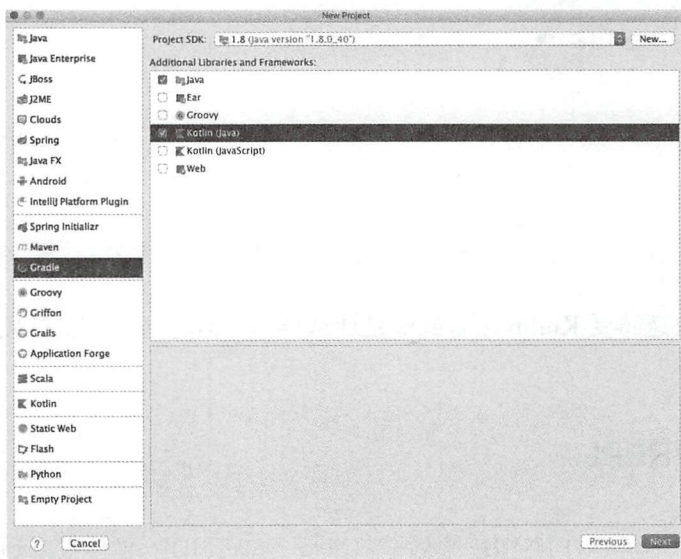 New Project
Java
Java Enterprise
JBoss
J2ME
Clouds
Spring
Java FX
Android
IntelliJ Platform Plugin
Spring Initializr
Maven
Gradle
Groovy
Griffon
Grails
Application Forge
Scala
Kotlin
Static Web
Flash
Python
Empty Project
Project SDK: 1.8 (java version "1.8.0_40") New...
Additional Libraries and Frameworks:
Java
Ear
Groovy
Kotlin (Java)
Kotlin (JavaScript)
Web
? Cancel Previous Next